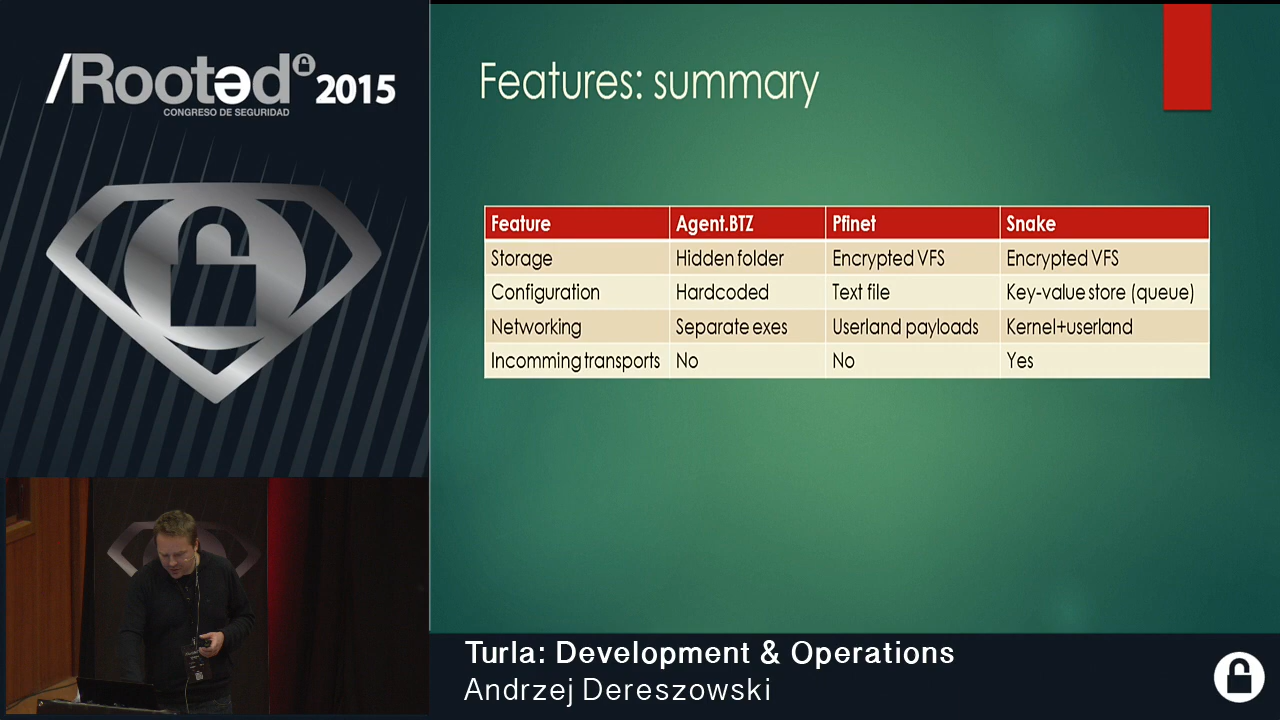 /Rootəd 2015
CONGRESO DE SEGURIDAD
Features: summary
Feature Agent.BTZ Pfinet Snake
Storage Hidden folder Encrypted VFS Encrypted VFS
Configuration Hardcoded Text file Key-value store (queue)
Networking Separate exes Userland payloads Kernel+userland
Incomming transports No No Yes
Turla: Development & Operations
Andrzej Dereszowski